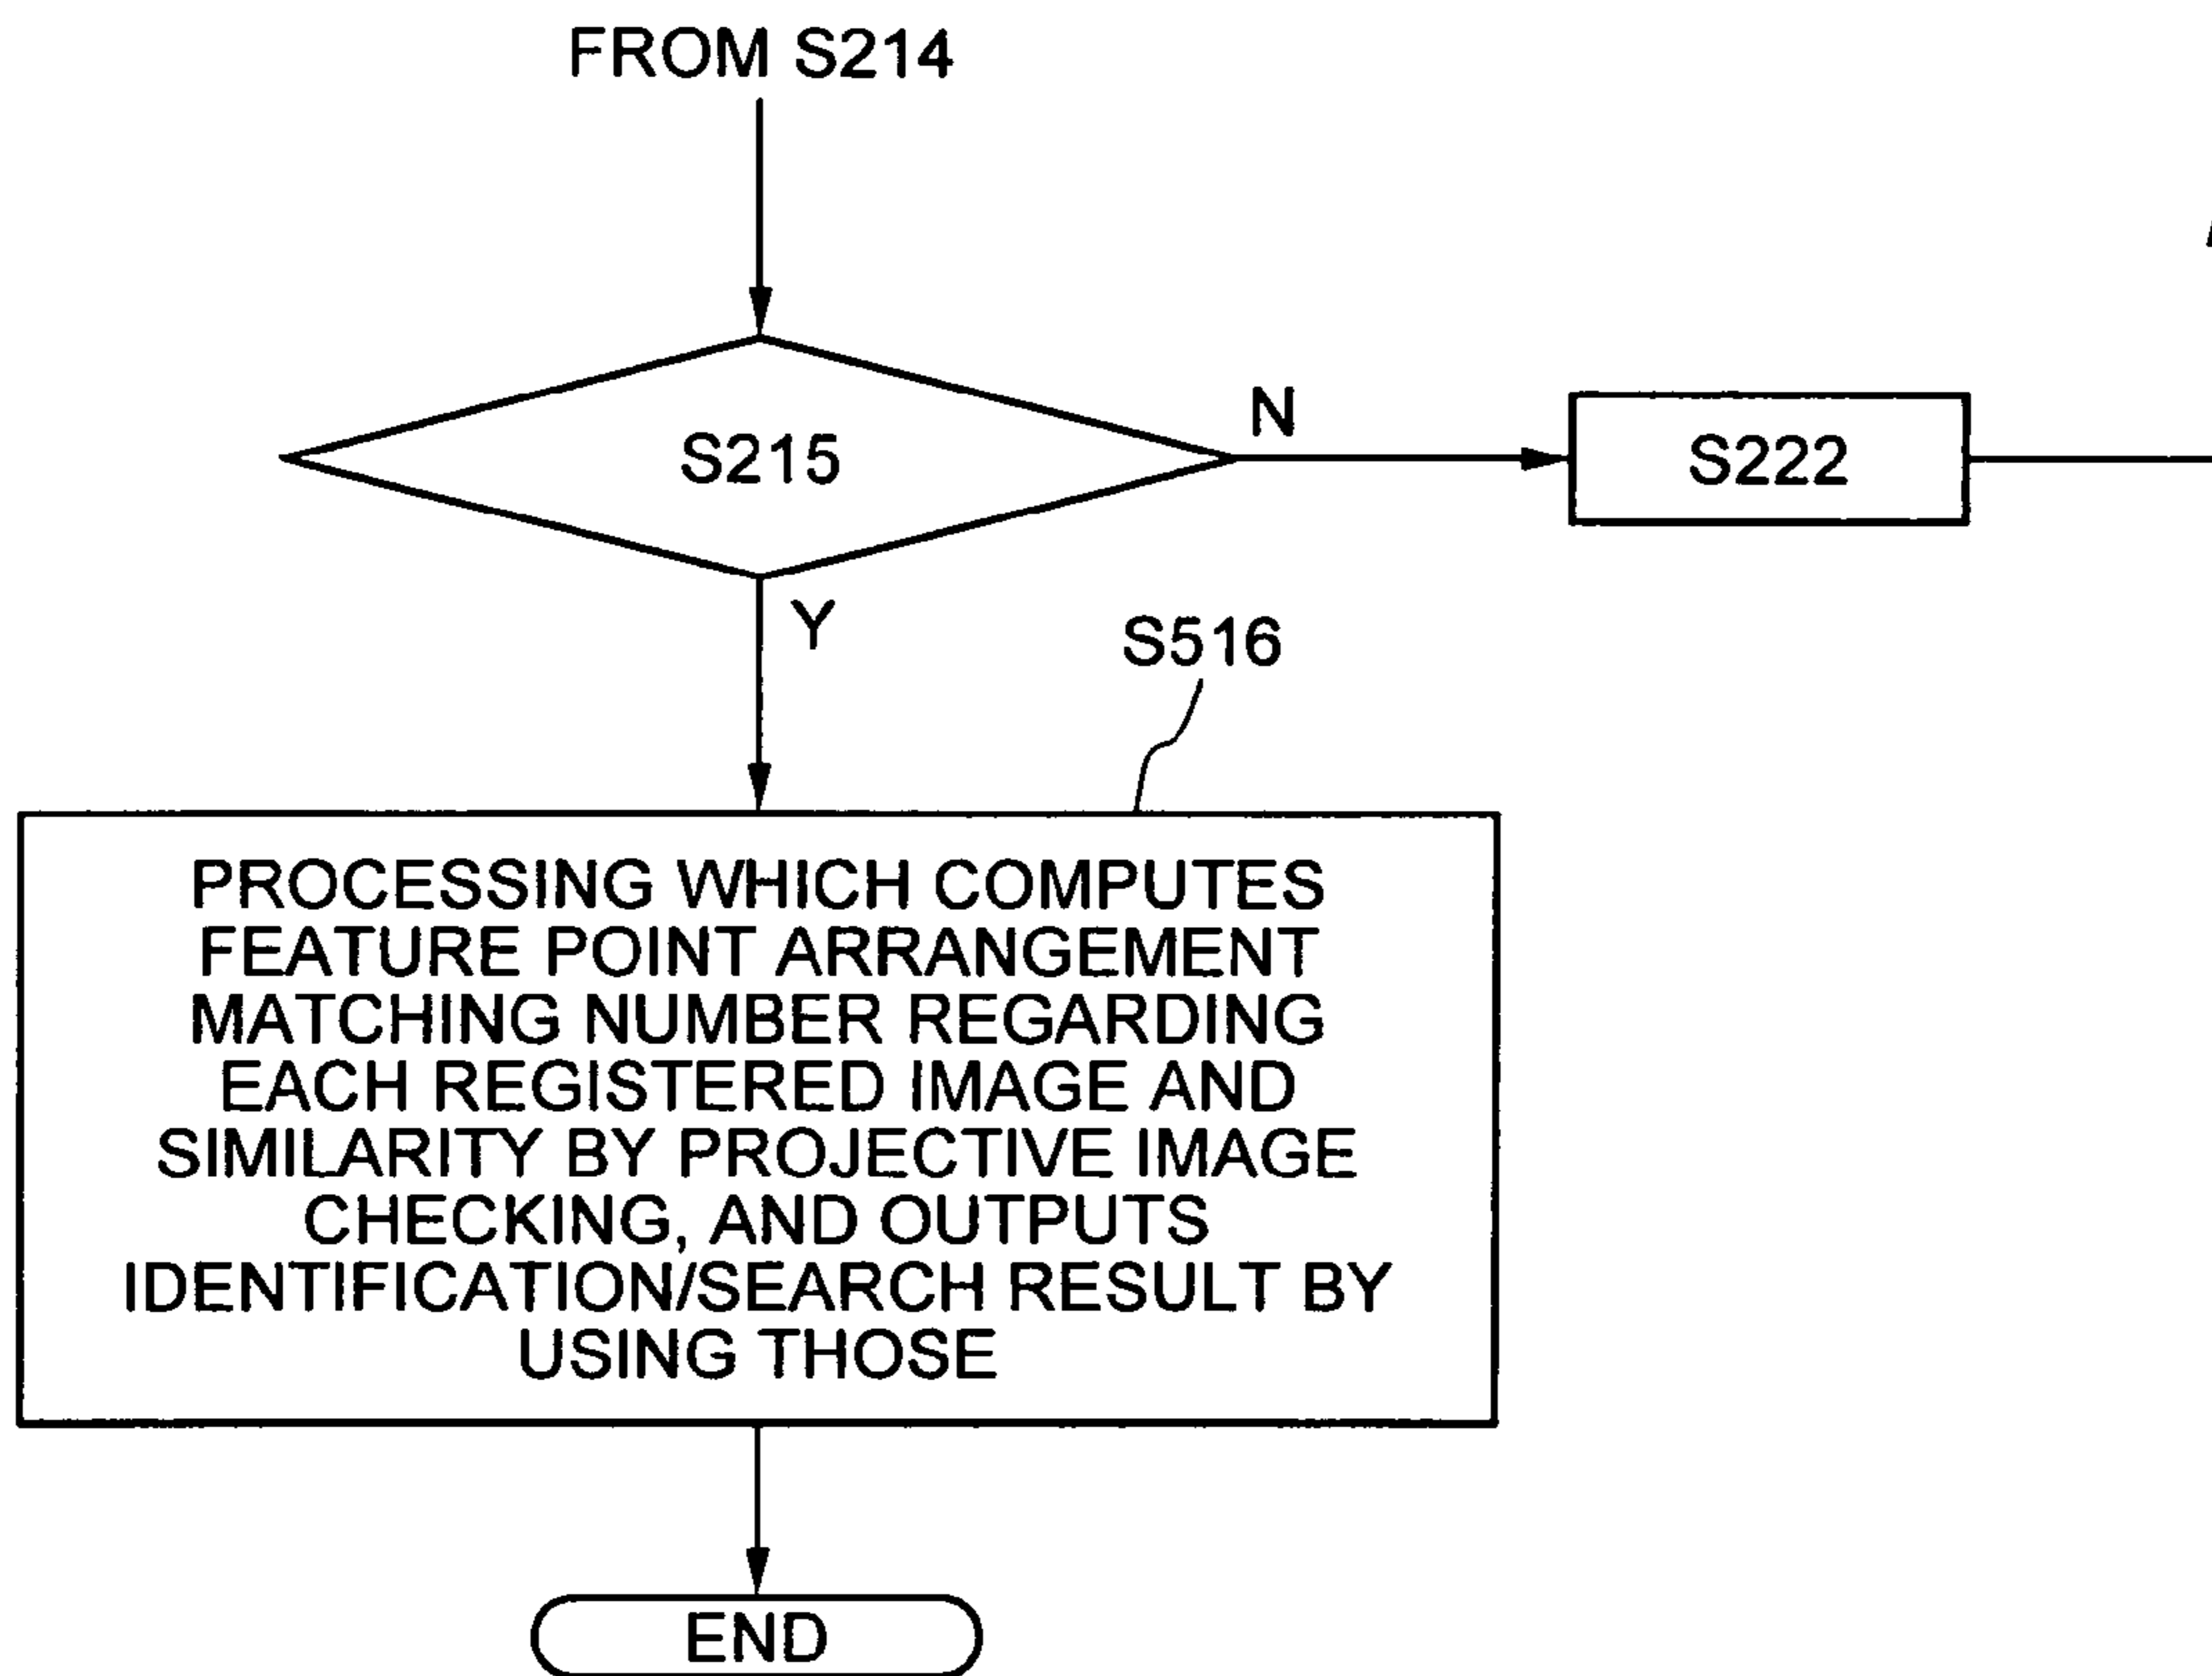 FROM S214
S215
N
S222
Y
S516
PROCESSING WHICH COMPUTES
FEATURE POINT ARRANGEMENT
MATCHING NUMBER REGARDING
EACH REGISTERED IMAGE AND
SIMILARITY BY PROJECTIVE IMAGE
CHECKING, AND OUTPUTS
IDENTIFICATION/SEARCH RESULT BY
USING THOSE
END